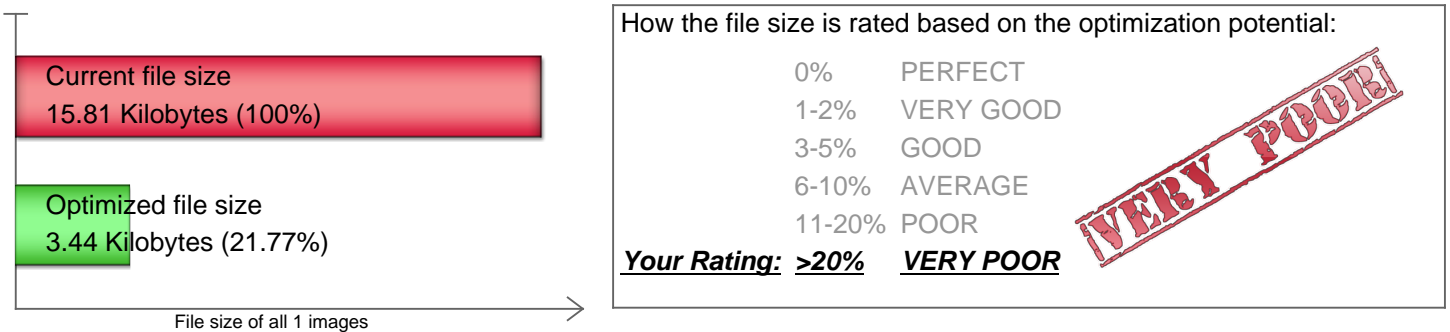 Current file size
15.81 Kilobytes (100%)
Optimized file size
3.44 Kilobytes (21.77%)
File size of all 1 images
How the file size is rated based on the optimization potential:
0% PERFECT
1-2% VERY GOOD
3-5% GOOD
6-10% AVERAGE
11-20% POOR
Your Rating: >20% VERY POOR
VERY POOR